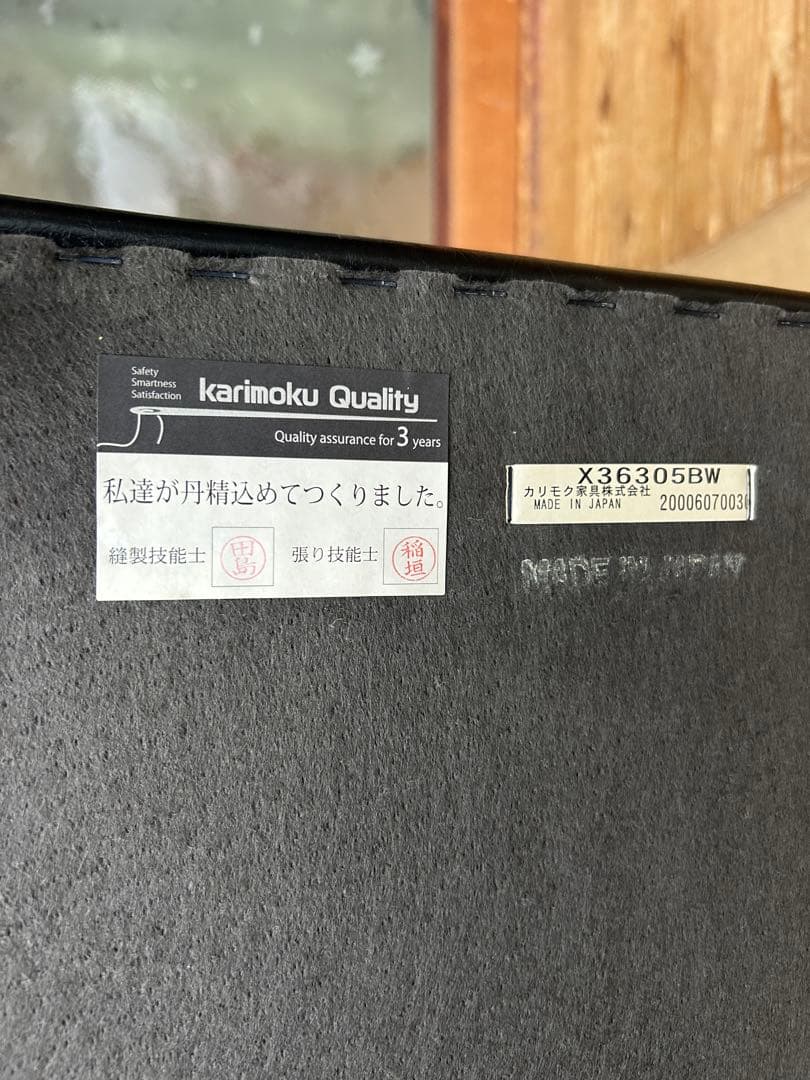 Safety
Smartness
Satisfaction
karimoku Quality
Quality assurance for 3 years
私達が丹精込めてつくりました。
縫製技能士 田島 張り技能士 稲垣
X36305BW
カリモク家具株式会社
MADE IN JAPAN 2000607003
MADE IN JAPAN